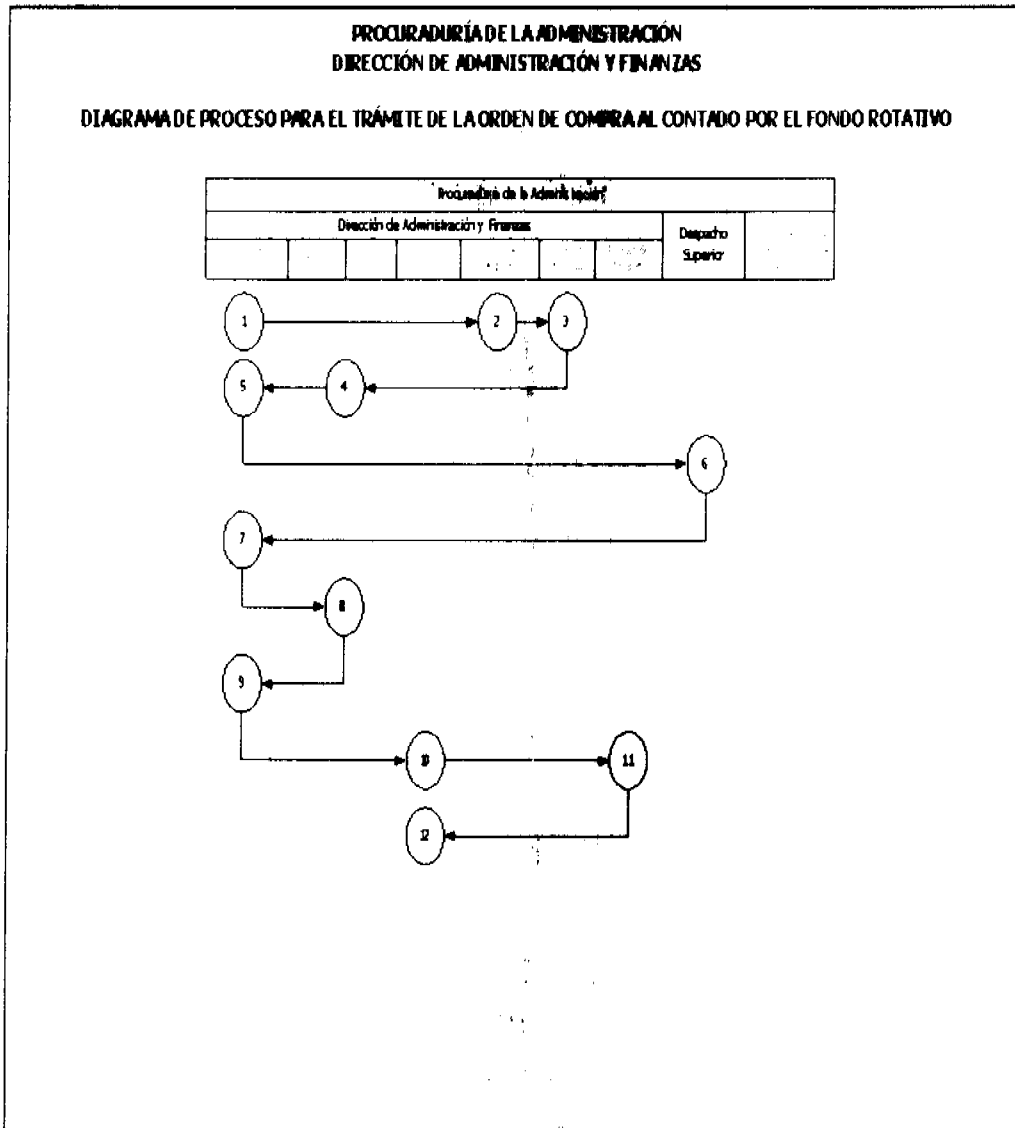 PROCURADURÍA DE LA ADMINISTRACIÓN
DIRECCIÓN DE ADMINISTRACIÓN Y FINANZAS
DIAGRAMA DE PROCESO PARA EL TRÁMITE DE LA ORDEN DE COMPRA AL CONTADO POR EL FONDO ROTATIVO
Procuraduría de la Administración
Dirección de Administración y Finanzas
Despacho
Superior
1 2 3
5 4
6
7
8
9
10 11
12